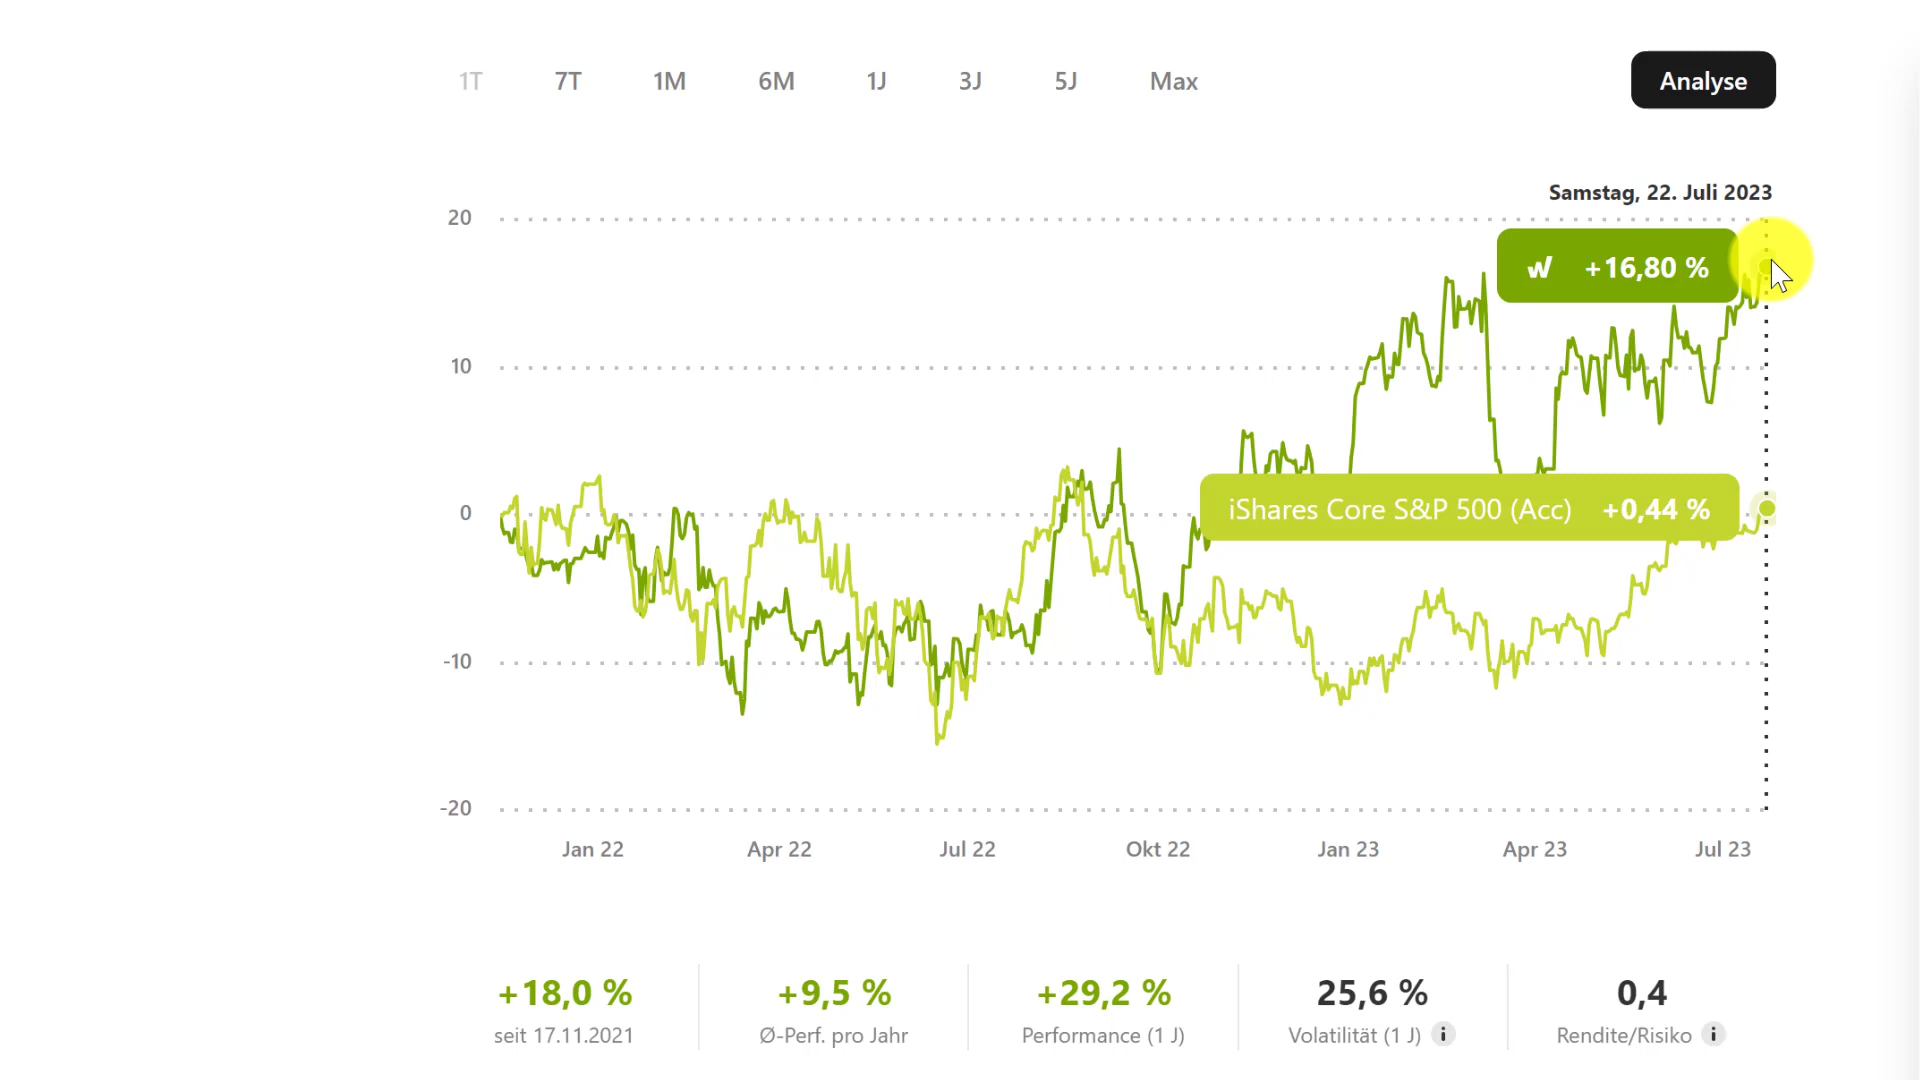 1T 7T 1M 6M 1J 3J 5J Max Analyse
Samstag, 22. Juli 2023
20
+16,80 %
10
0
iShares Core S&P 500 (Acc) +0,44 %
-10
-20
Jan 22 Apr 22 Jul 22 Okt 22 Jan 23 Apr 23 Jul 23
+18,0 % +9,5 % +29,2 % 25,6 % 0,4
seit 17.11.2021 Ø-Perf. pro Jahr Performance (1 J) Volatilität (1 J) i Rendite/Risiko i